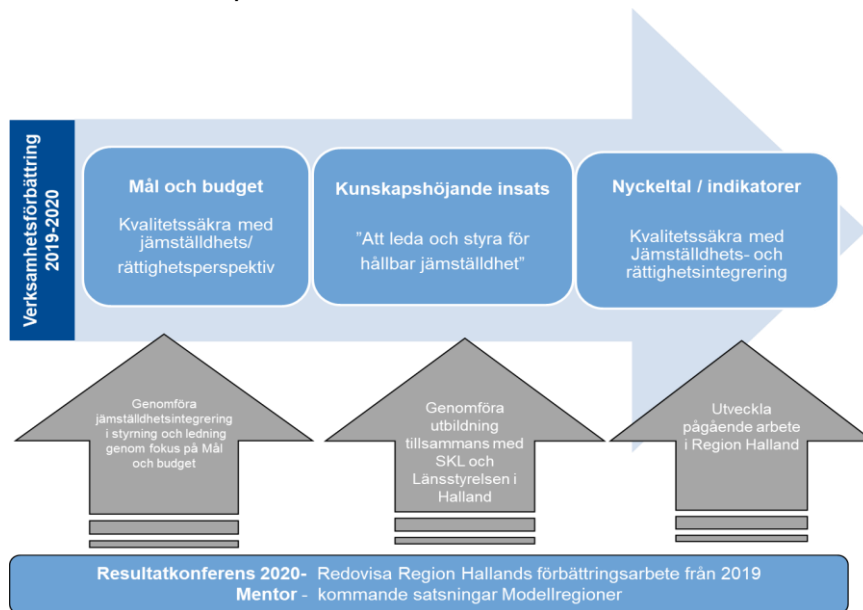 Verksamhetsförbättring
2019-2020
Mål och budget
Kvalitetssäkra med
jämställdhets/
rättighetsperspektiv
Kunskapshöjande insats
"Att leda och styra för
hållbar jämställdhet"
Nyckeltal / indikatorer
Kvalitetssäkra med
Jämställdhets- och
rättighetsintegrering
Genomföra
jämställdhetsintegrering
i styrning och ledning
genom fokus på Mål
och budget
Genomföra
utbildning
tillsammans med
SKL och
Länsstyrelsen i
Halland
Utveckla
pågående arbete
i Region Halland
Resultatkonferens 2020- Redovisa Region Hallands förbättringsarbete från 2019
Mentor - kommande satsningar Modellregioner